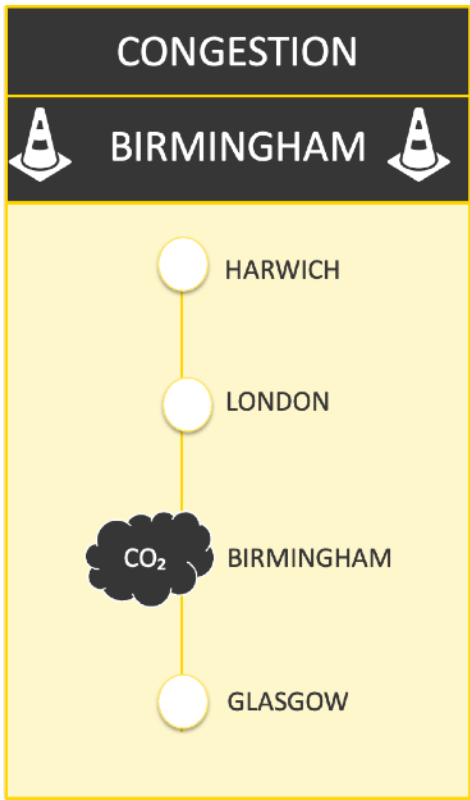 CONGESTION
BIRMINGHAM
HARWICH
LONDON
CO₂
BIRMINGHAM
GLASGOW